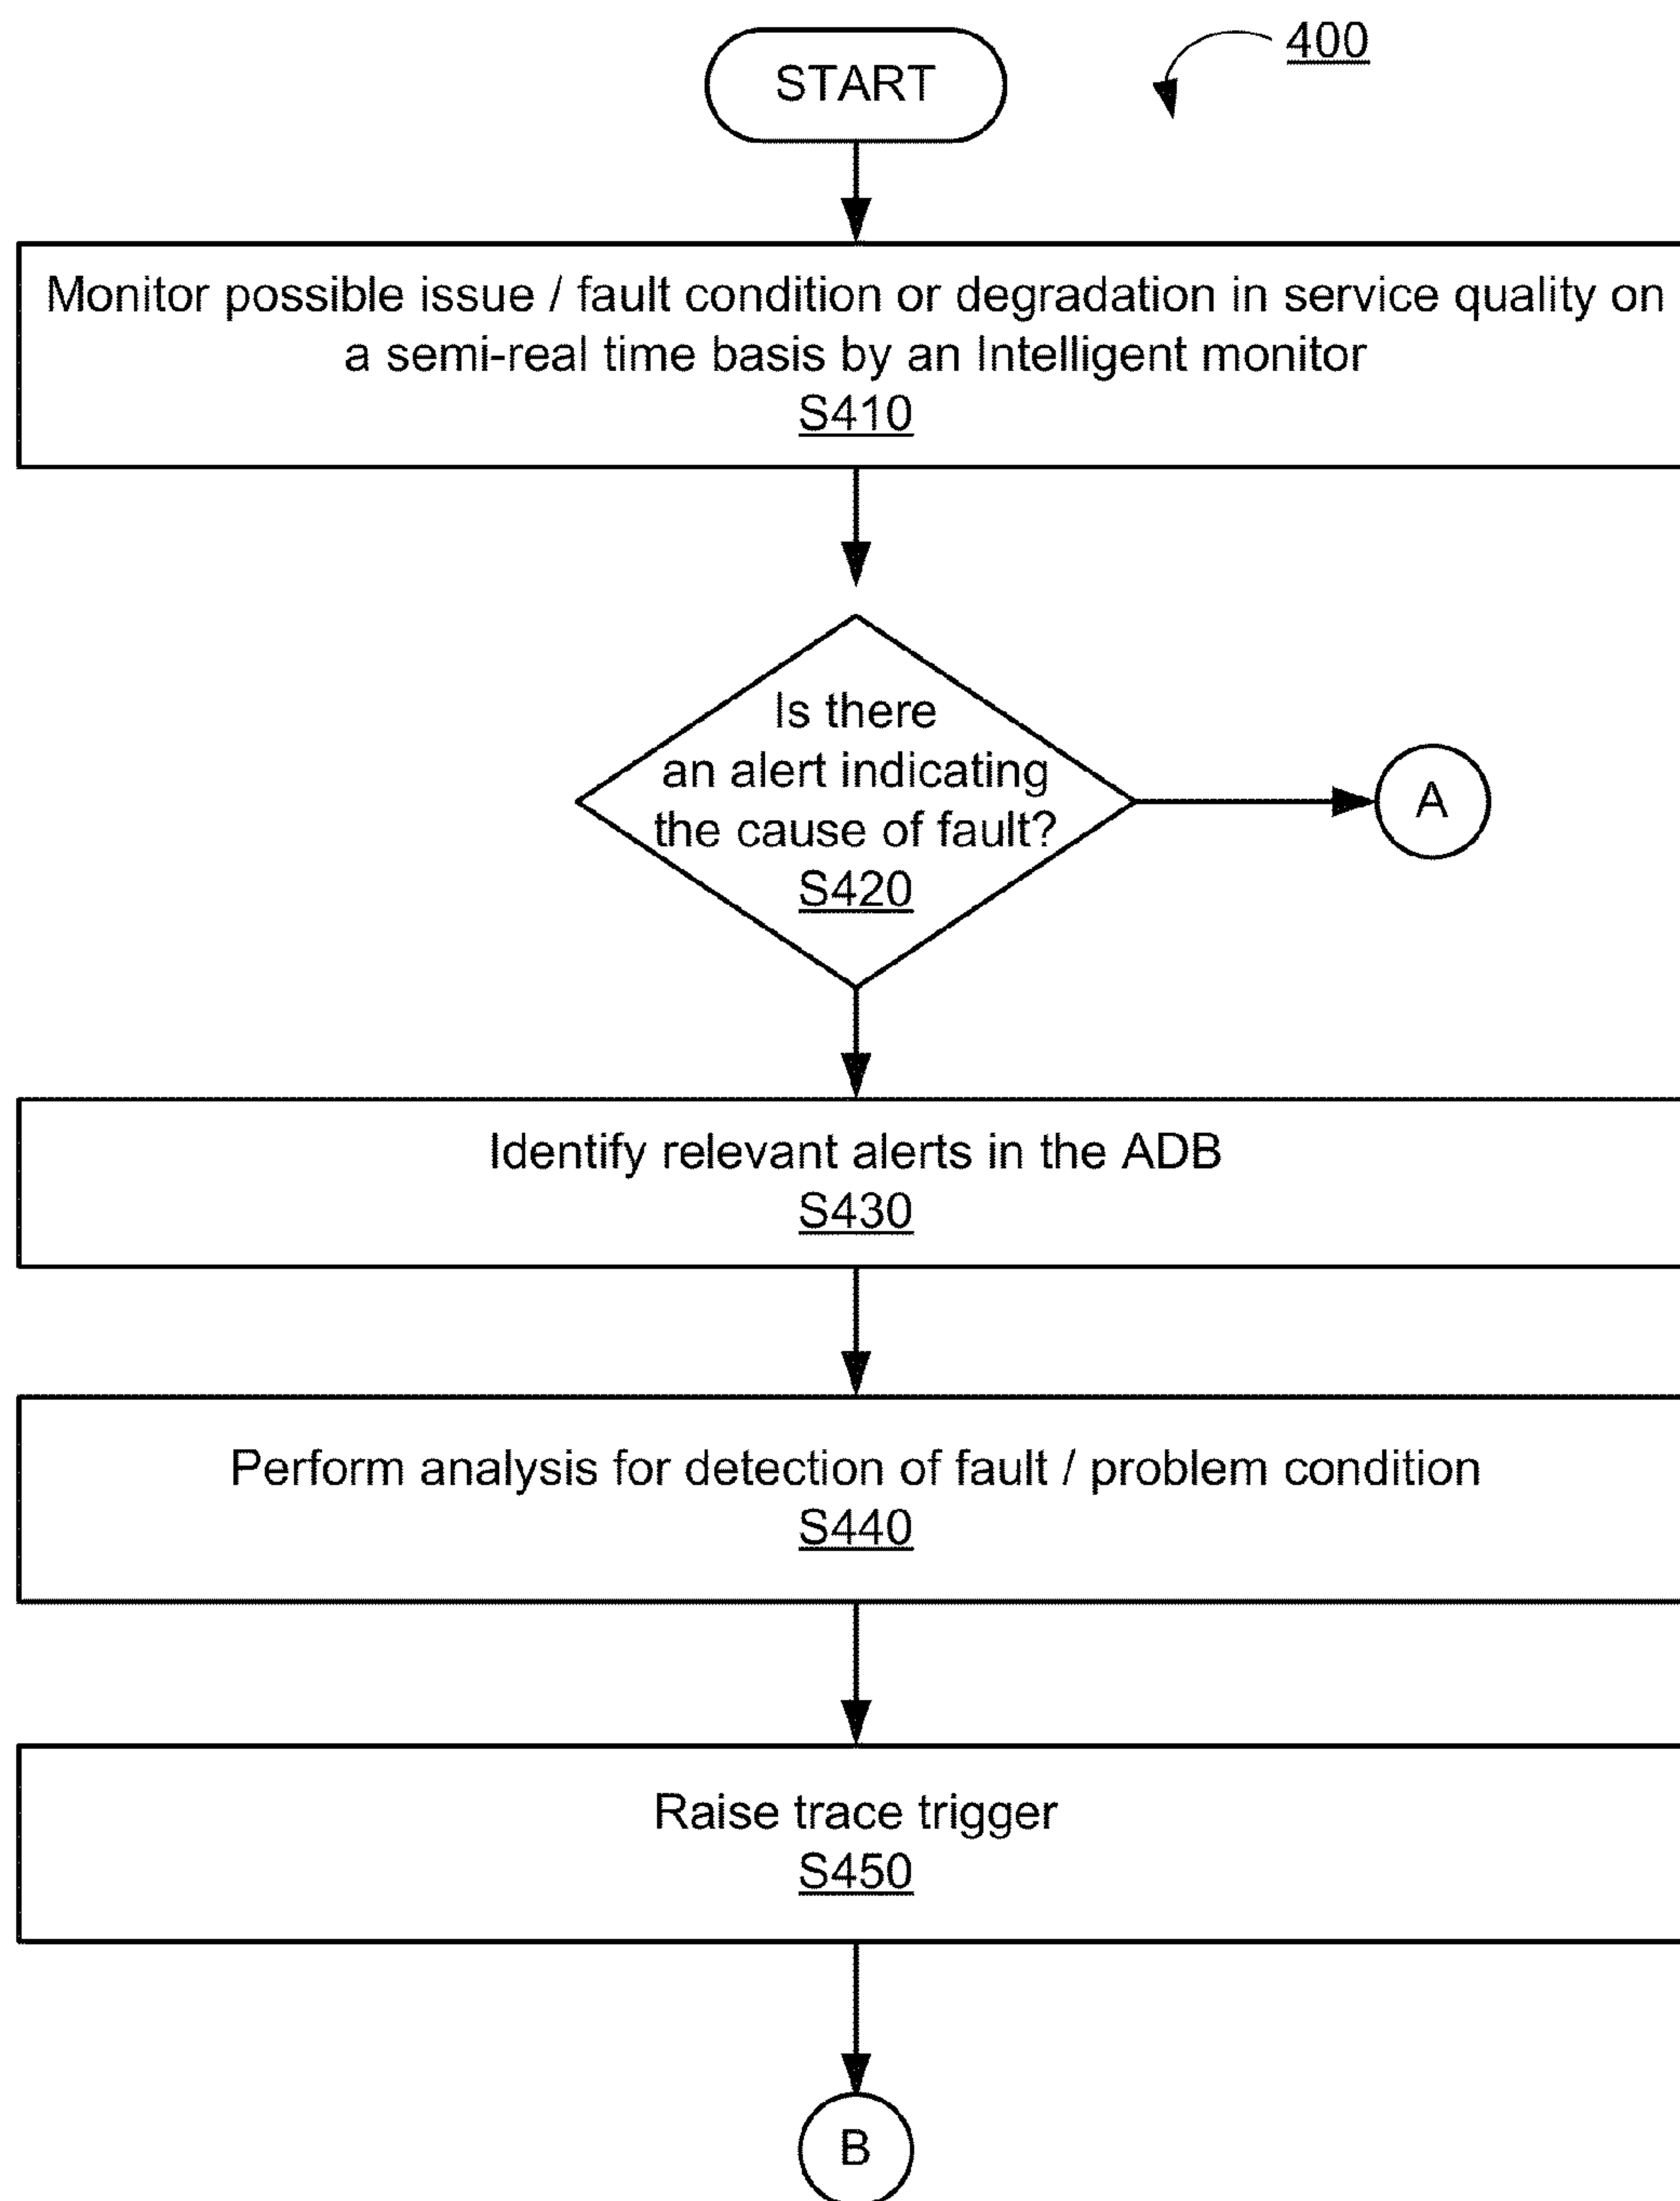 START
400
Monitor possible issue / fault condition or degradation in service quality on
a semi-real time basis by an Intelligent monitor
S410
Is there
an alert indicating
the cause of fault?
S420
A
Identify relevant alerts in the ADB
S430
Perform analysis for detection of fault / problem condition
S440
Raise trace trigger
S450
B